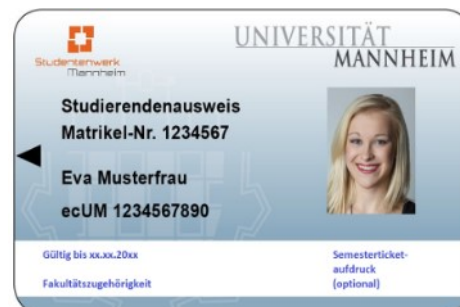 Studentenwerk
Mannheim
UNIVERSITÄT
MANNHEIM
Studierendenausweis
Matrikel-Nr. 1234567
Eva Musterfrau
ecUM 1234567890
Gültig bis xx.xx.20xx
Fakultätszugehörigkeit
Semesterticket-
aufdruck
(optional)